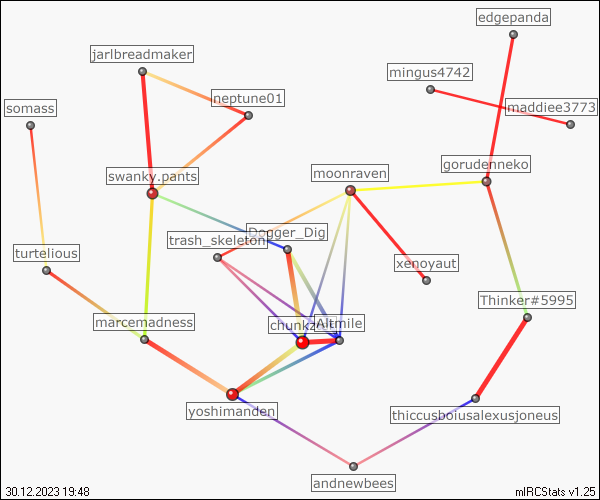 edgepanda
jarlbreadmaker
mingus4742
neptune01
maddiee3773
somass
gorudenneko
swanky.pants
moonraven
Dogger_Dig
trash_skeleton
turtelious
xenoyaut
Thinker#5995
marcemadness
Altmile
yoshimanden
thiccusboiusalexusjoneus
andnewbees
30.12.2023 19:48
mIRCStats v1.25